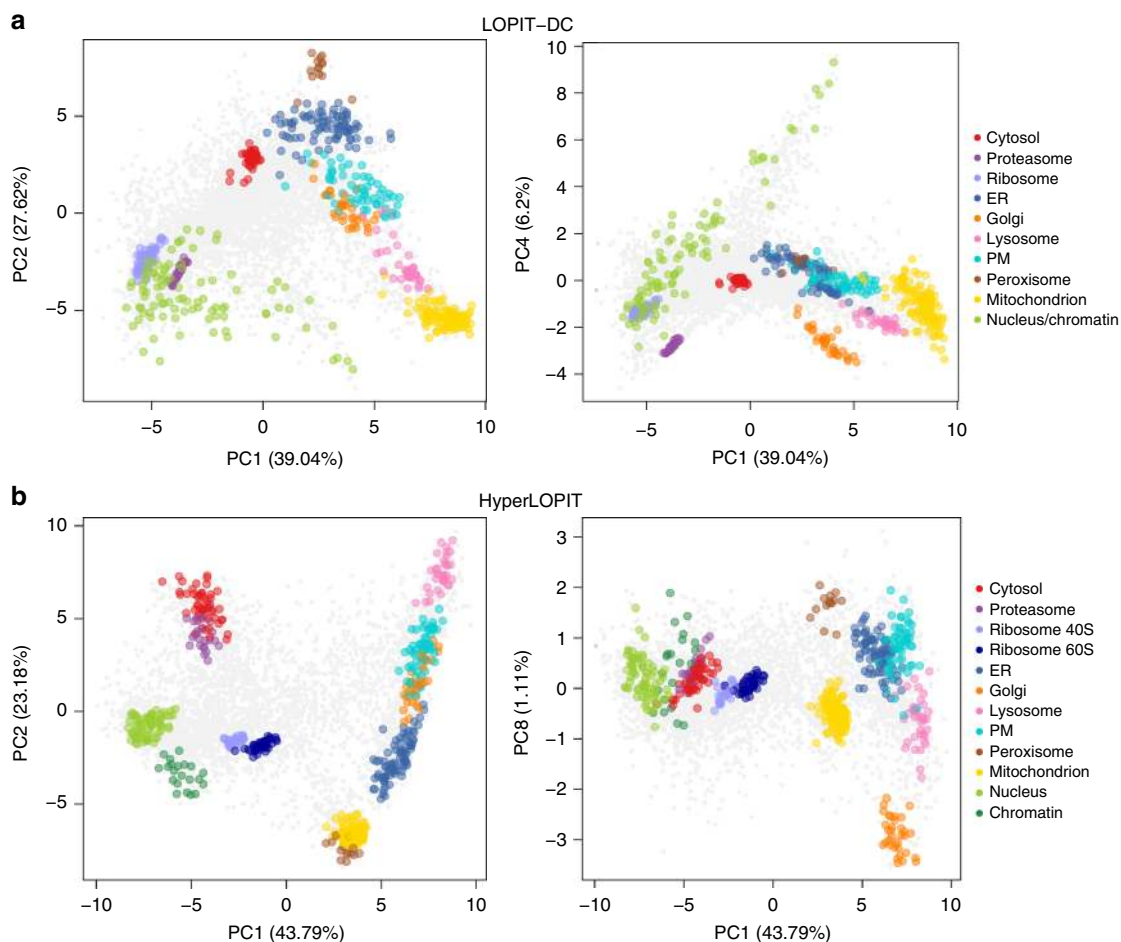 a
LOPIT–DC
5
0
−5
PC2 (27.62%)
−5 0 5 10
PC1 (39.04%)
10
8
6
4
2
0
−2
−4
PC4 (6.2%)
−5 0 5 10
PC1 (39.04%)
Cytosol
Proteasome
Ribosome
ER
Golgi
Lysosome
PM
Peroxisome
Mitochondrion
Nucleus/chromatin
b
HyperLOPIT
10
5
0
−5
PC2 (23.18%)
−10 −5 0 5 10
PC1 (43.79%)
3
2
1
0
−1
−2
−3
PC8 (1.11%)
−10 −5 0 5 10
PC1 (43.79%)
Cytosol
Proteasome
Ribosome 40S
Ribosome 60S
ER
Golgi
Lysosome
PM
Peroxisome
Mitochondrion
Nucleus
Chromatin